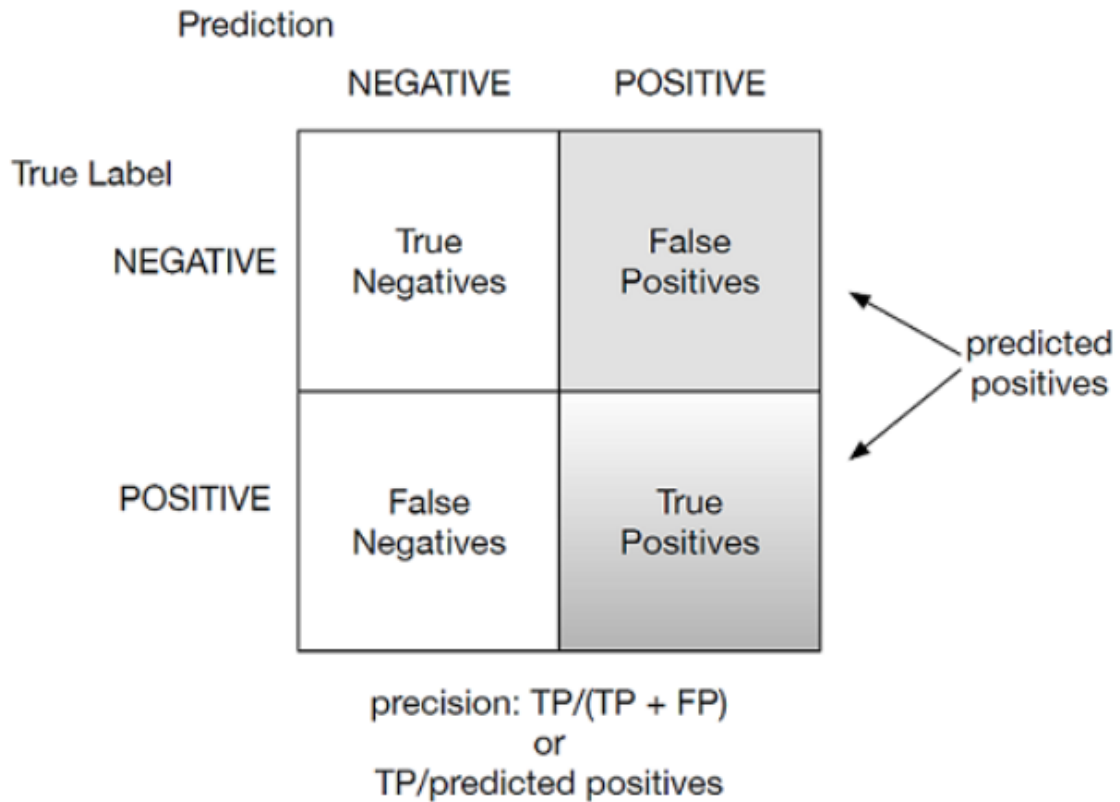 Prediction
NEGATIVE POSITIVE
True Label
NEGATIVE
True
Negatives
False
Positives
predicted
positives
POSITIVE
False
Negatives
True
Positives
precision: TP/(TP + FP)
or
TP/predicted positives